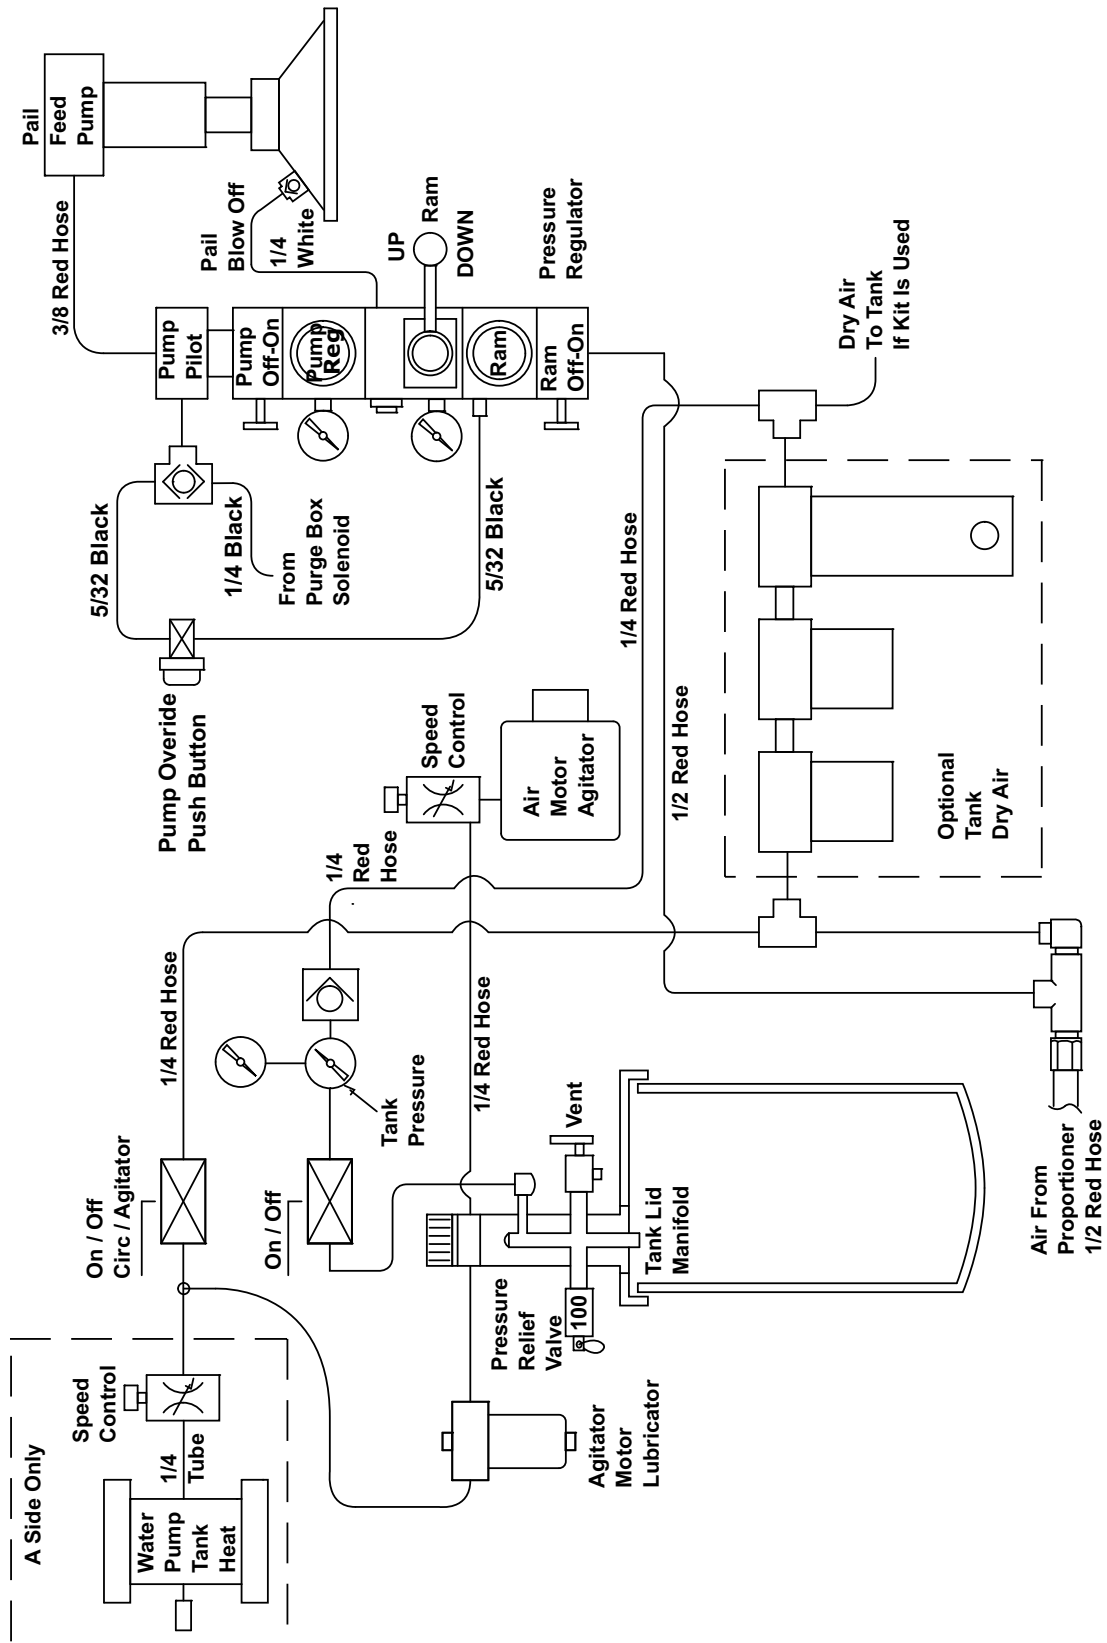 A Side Only
Water
Pump
Tank
Heat
1/4
Tube
Speed
Control
On / Off
Circ / Agitator
1/4 Red Hose
On / Off
Tank
Pressure
1/4
Red
Hose
Pump Overide
Push Button
5/32 Black
1/4 Black
From
Purge Box
Solenoid
5/32 Black
3/8 Red Hose
Pail
Feed
Pump
Pail
Blow Off
1/4
White
Pump
Pilot
Pump
Off-On
Pump
Reg
Ram
Ram
Off-On
UP
Ram
DOWN
Pressure
Regulator
Agitator
Motor
Lubricator
Pressure
Relief
Valve
100
Vent
Tank Lid
Manifold
1/4 Red Hose
Speed
Control
Air
Motor
Agitator
1/4 Red Hose
1/2 Red Hose
Dry Air
To Tank
If Kit Is Used
Optional
Tank
Dry Air
Air From
Proportioner
1/2 Red Hose